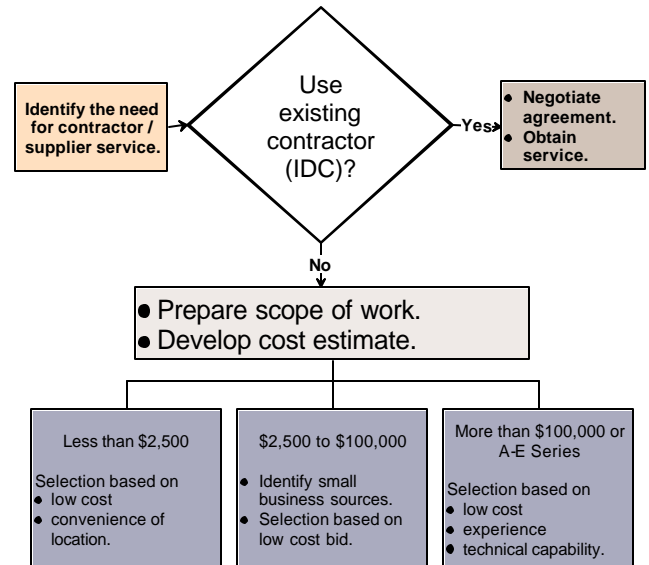 Identify the need
for contractor /
supplier service.
Use
existing
contractor
(IDC)?
Yes
● Negotiate
agreement.
● Obtain
service.
No
● Prepare scope of work.
● Develop cost estimate.
Less than $2,500
Selection based on
● low cost
● convenience of
location.
$2,500 to $100,000
● Identify small
business sources.
● Selection based on
low cost bid.
More than $100,000 or
A-E Series
Selection based on
● low cost
● experience
● technical capability.